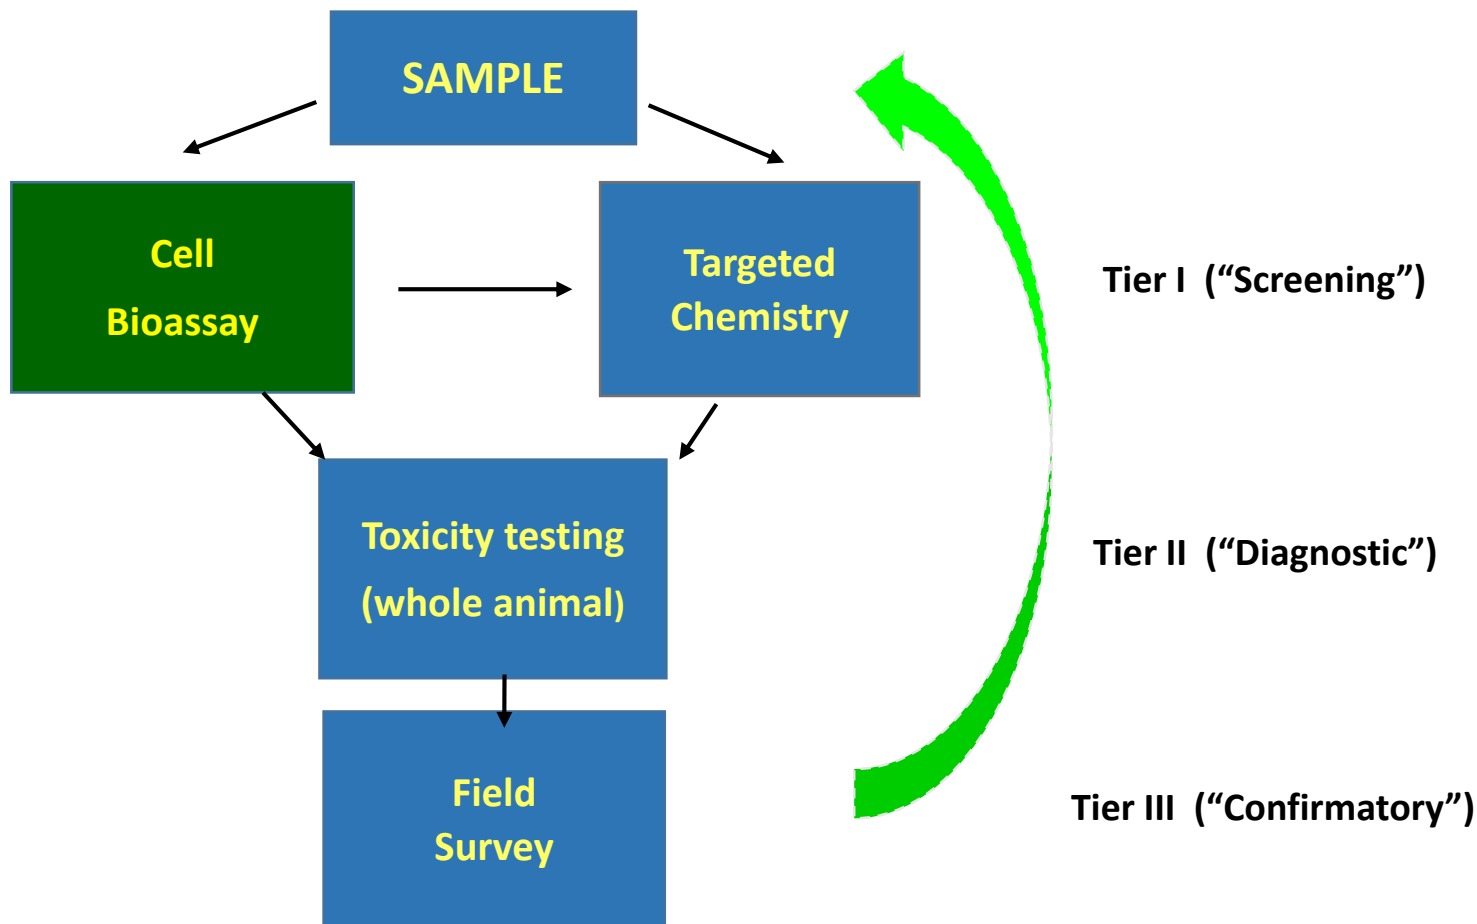 SAMPLE
Cell
Bioassay
Targeted
Chemistry
Tier I (“Screening”)
Toxicity testing
(whole animal)
Tier II (“Diagnostic”)
Field
Survey
Tier III (“Confirmatory”)